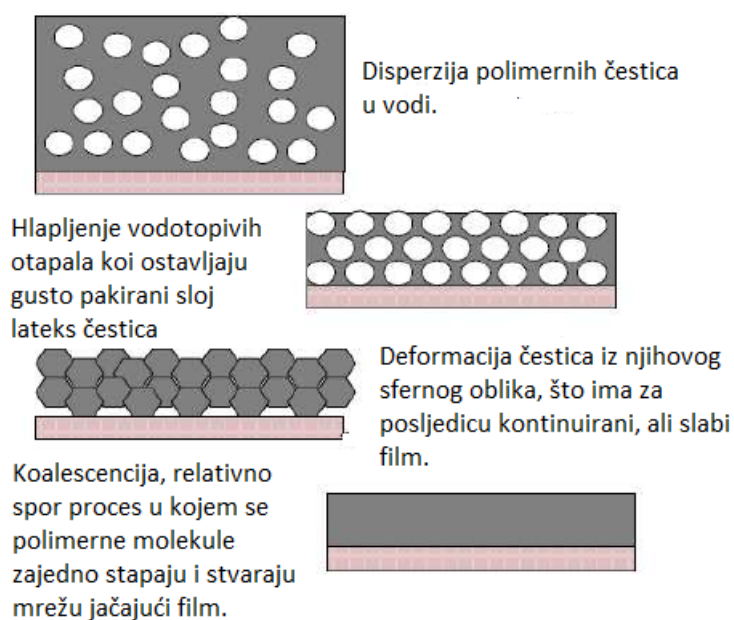 Disperzija polimernih čestica
u vodi.
Hlapljenje vodotopivih
otapala koi ostavljaju
gusto pakirani sloj
lateks čestica
Deformacija čestica iz njihovog
sfernog oblika, što ima za
posljedicu kontinuirani, ali slabi
film.
Koalescencija, relativno
spor proces u kojem se
polimerne molekule
zajedno stapaju i stvaraju
mrežu jačajući film.